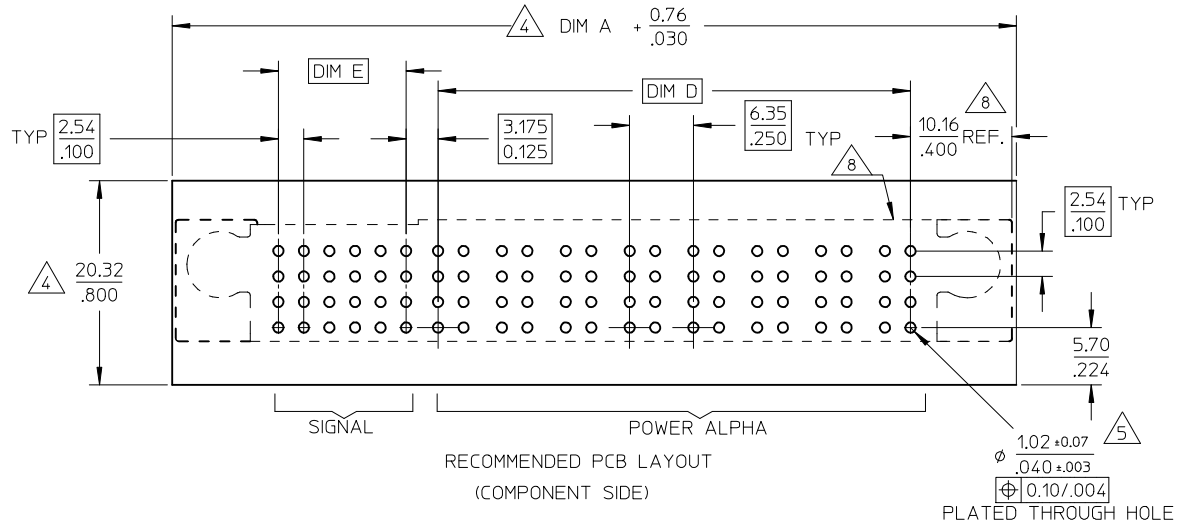 4 DIM A + 0.76
.030
DIM E
DIM D
8
TYP 2.54
.100
3.175
0.125
6.35
.250 TYP
10.16
.400 REF.
8
2.54
.100 TYP
4 20.32
.800
5.70
.224
SIGNAL
POWER ALPHA
5
RECOMMENDED PCB LAYOUT
(COMPONENT SIDE)
⌀ 1.02 ±0.07
.040 ±.003
⌖ 0.10/.004
PLATED THROUGH HOLE